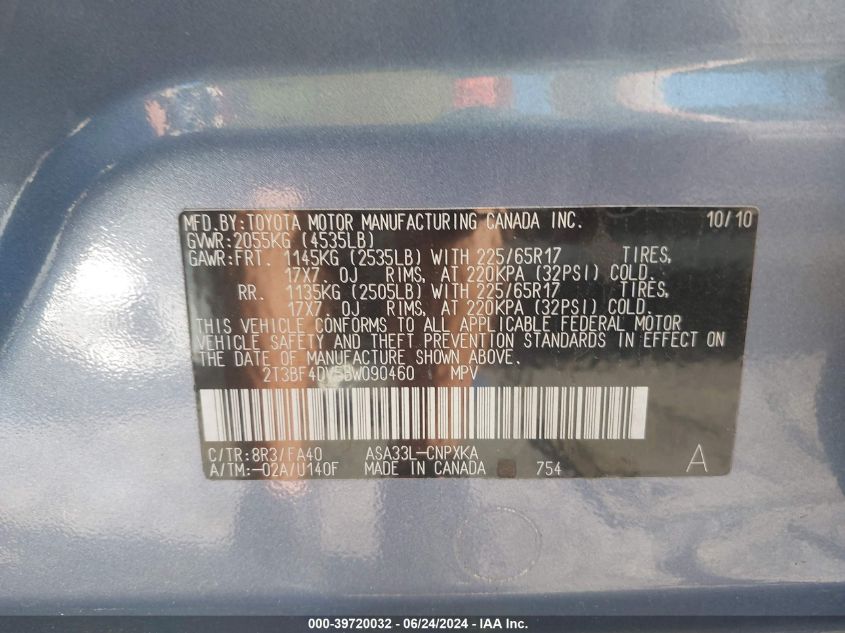 MFD.BY:TOYOTA MOTOR MANUFACTURING CANADA INC. 10/10
GVWR:2055KG (4535LB)
GAWR:FRT. 1145KG (2535LB) WITH 225/65R17 TIRES,
17X7.0J RIMS, AT 220KPA (32PSI) COLD.
RR. 1135KG (2505LB) WITH 225/65R17 TIRES,
17X7.0J RIMS, AT 220KPA (32PSI) COLD.
THIS VEHICLE CONFORMS TO ALL APPLICABLE FEDERAL MOTOR
VEHICLE SAFETY AND THEFT PREVENTION STANDARDS IN EFFECT ON
THE DATE OF MANUFACTURE SHOWN ABOVE.
2T3BF4DV5BW090460 MPV
C/TR:8R3/FA40 ASA33L-CNPXKA
A/TM:-02A/U140F MADE IN CANADA 754 A
000-39720032 / 06/24/2024 - IAA Inc.